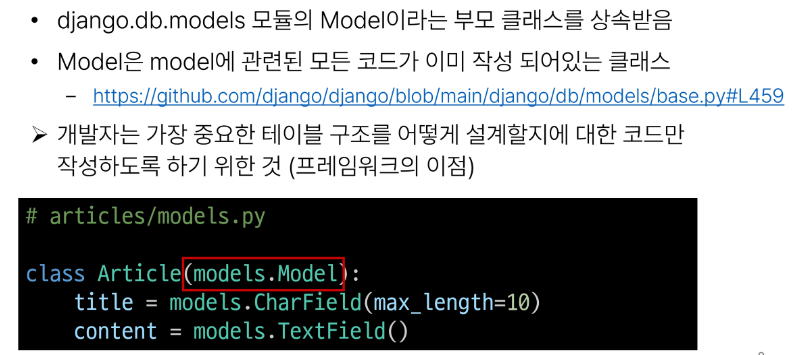 • django.db.models 모듈의 Model이라는 부모 클래스를 상속받음
• Model은 model에 관련된 모든 코드가 이미 작성 되어있는 클래스
– https://github.com/django/django/blob/main/django/db/models/base.py#L459
➢ 개발자는 가장 중요한 테이블 구조를 어떻게 설계할지에 대한 코드만
작성하도록 하기 위한 것 (프레임워크의 이점)
# articles/models.py
class Article(models.Model):
    title = models.CharField(max_length=10)
    content = models.TextField()